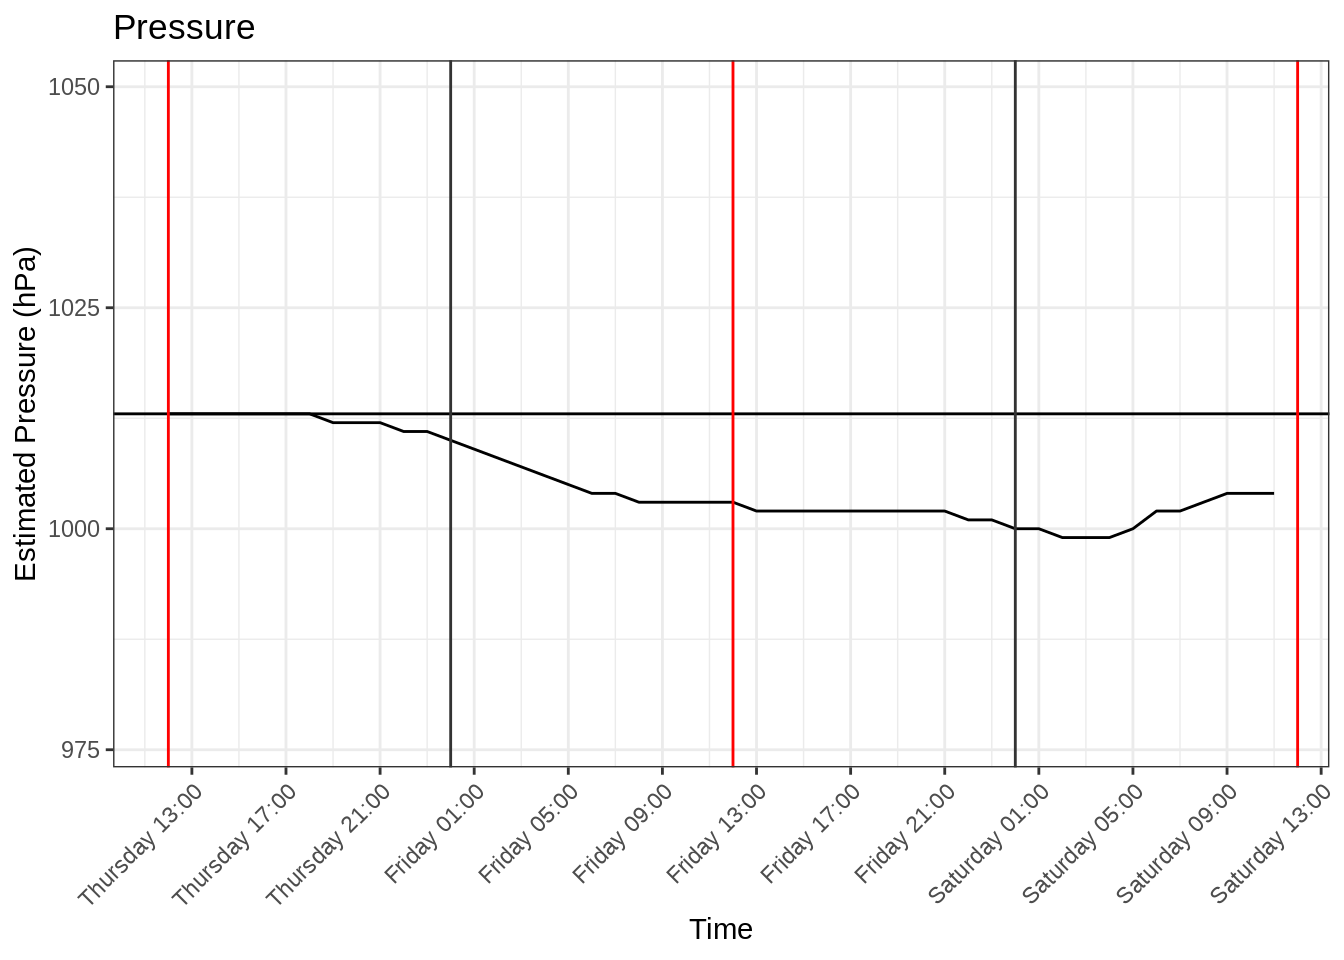 Pressure
Estimated Pressure (hPa)
1050
1025
1000
975
Thursday 13:00
Thursday 17:00
Thursday 21:00
Friday 01:00
Friday 05:00
Friday 09:00
Friday 13:00
Friday 17:00
Friday 21:00
Saturday 01:00
Saturday 05:00
Saturday 09:00
Saturday 13:00
Time